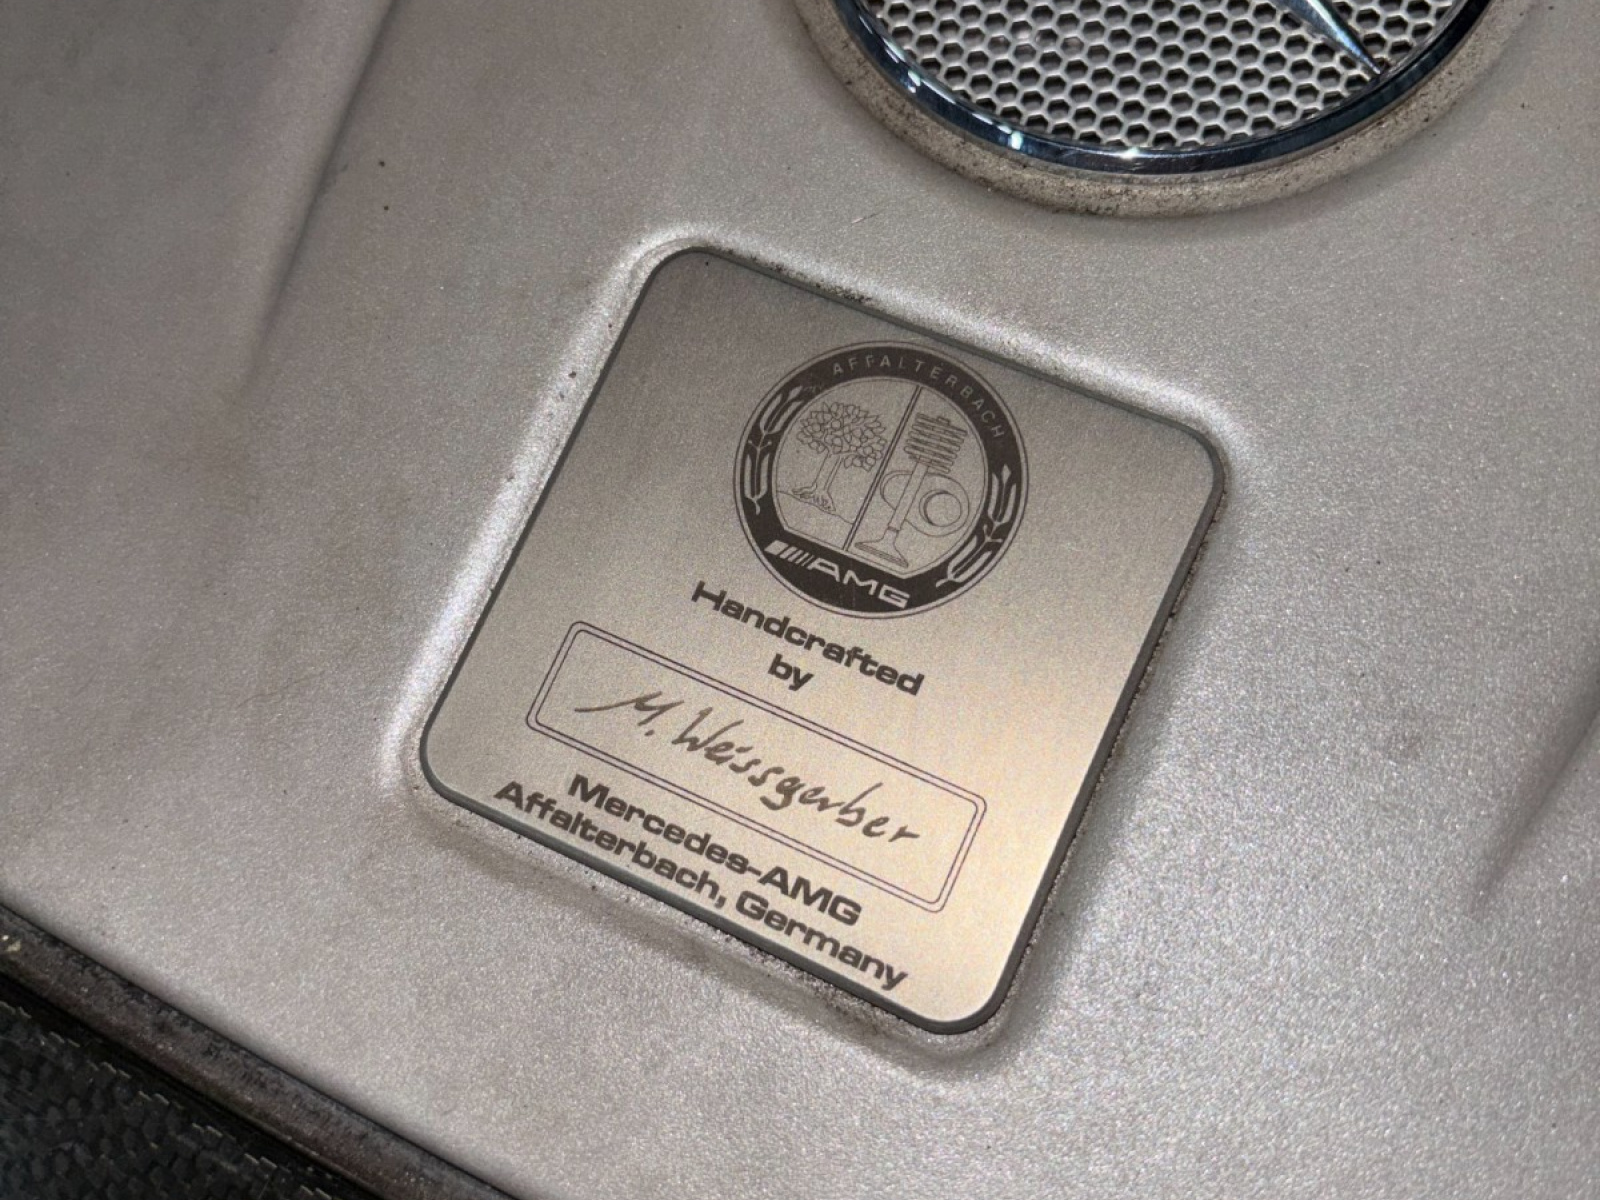 AFFALTERBACH
AMG
Handcrafted
by
M. Weissgerber
Mercedes-AMG
Affalterbach, Germany